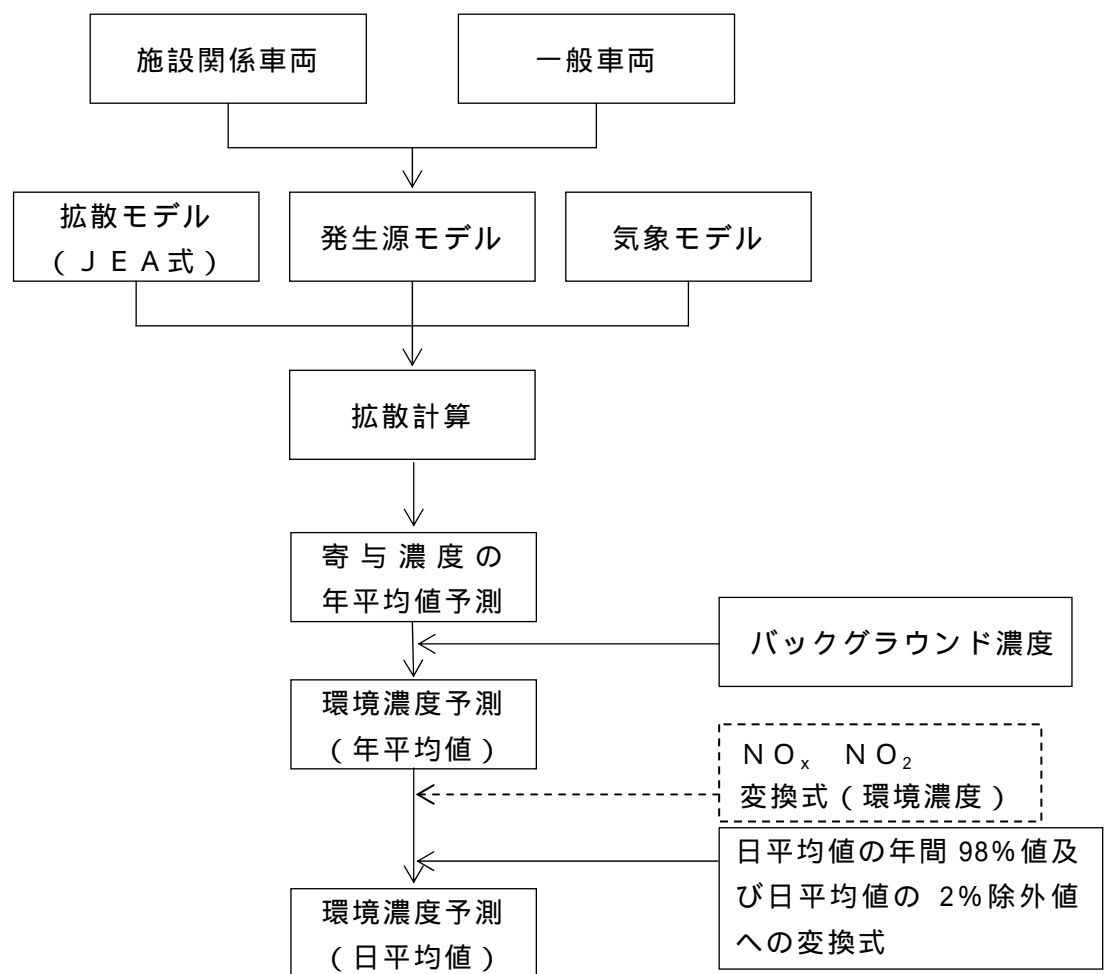 施設関係車両
一般車両
拡散モデル
（ＪＥＡ式）
発生源モデル
気象モデル
拡散計算
寄与濃度の
年平均値予測
バックグラウンド濃度
環境濃度予測
（年平均値）
ＮＯₓ　ＮＯ₂
変換式（環境濃度）
日平均値の年間 98%値及
び日平均値の 2%除外値
への変換式
環境濃度予測
（日平均値）